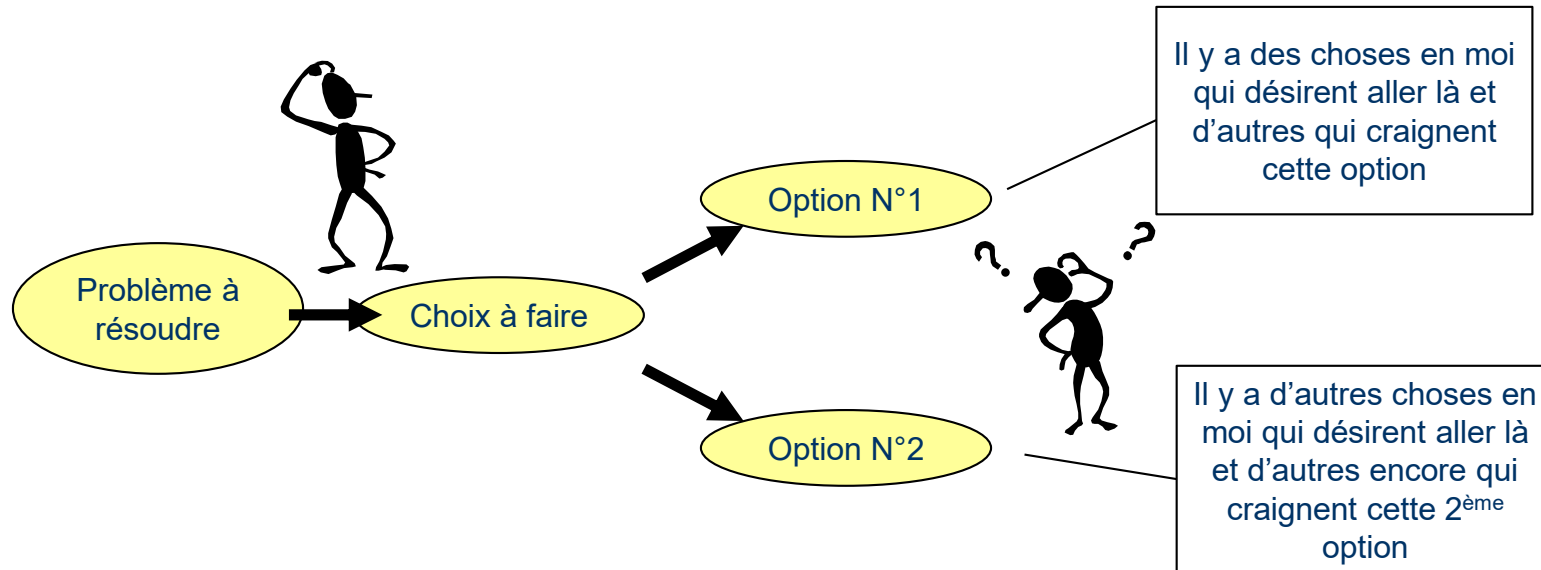 Problème à
résoudre
Choix à faire
Option N°1
Il y a des choses en moi
qui désirent aller là et
d’autres qui craignent
cette option
? ?
Option N°2
Il y a d’autres choses en
moi qui désirent aller là
et d’autres encore qui
craignent cette 2ème
option